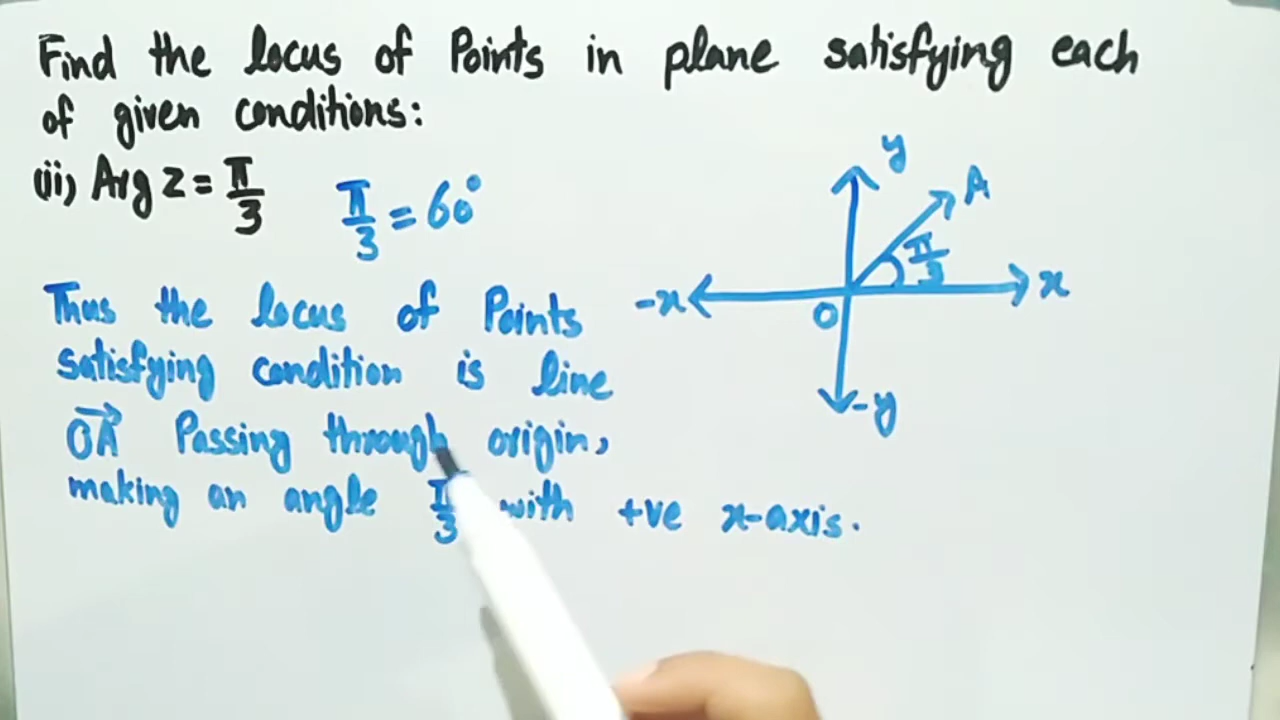 Find the locus of Points in plane satisfying each
of given conditions:
(ii) Arg z = π/3
π/3 = 60°
y
A
π/3
-x
x
O
-y
Thus the locus of Points
satisfying condition is line
OA⃗ Passing through origin,
making an angle π/3 with +ve x-axis.